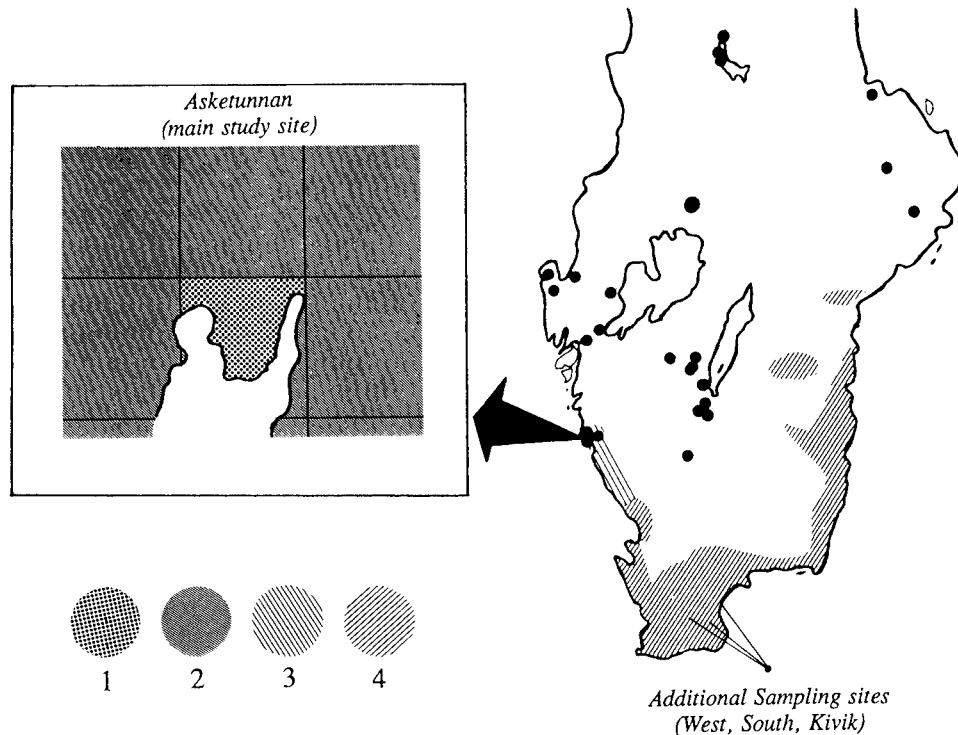 Asketunnan
(main study site)
1 2 3 4
Additional Sampling sites
(West, South, Kivik)